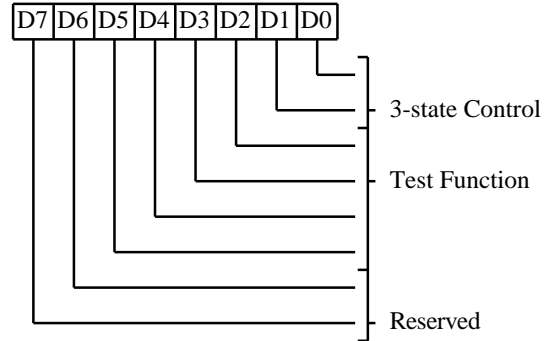 D7 D6 D5 D4 D3 D2 D1 D0
3-state Control
Test Function
Reserved